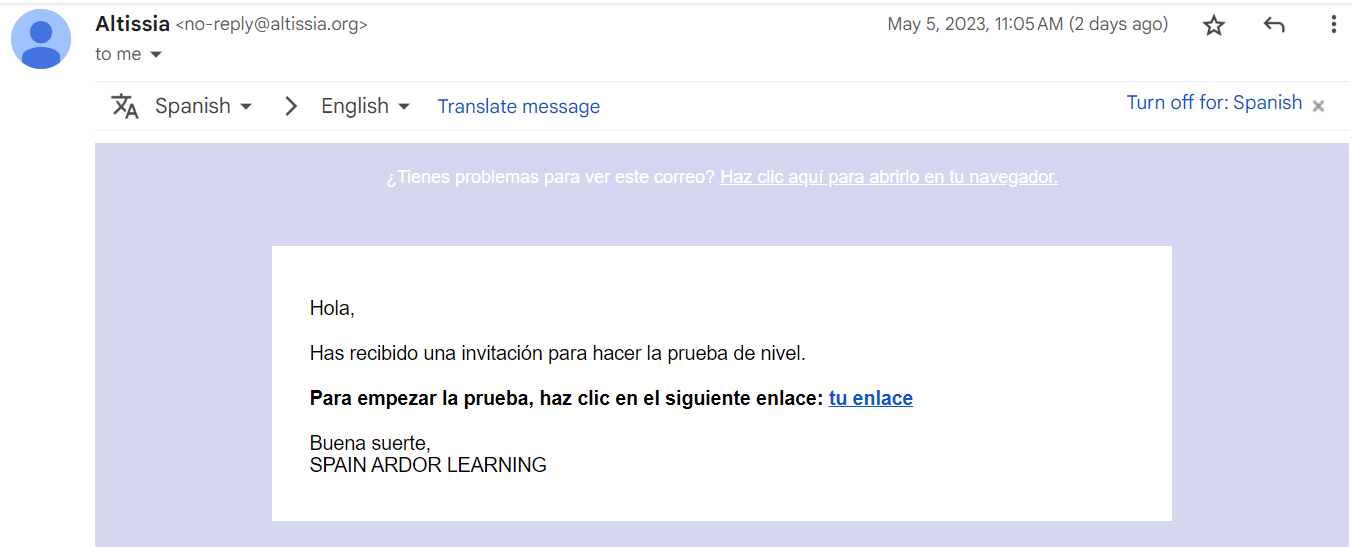 Altissia <no-reply@altissia.org>
May 5, 2023, 11:05 AM (2 days ago)
to me
Spanish
English
Translate message
Turn off for: Spanish
¿Tienes problemas para ver este correo? Haz clic aquí para abrirlo en tu navegador.
Hola,
Has recibido una invitación para hacer la prueba de nivel.
Para empezar la prueba, haz clic en el siguiente enlace: tu enlace
Buena suerte,
SPAIN ARDOR LEARNING